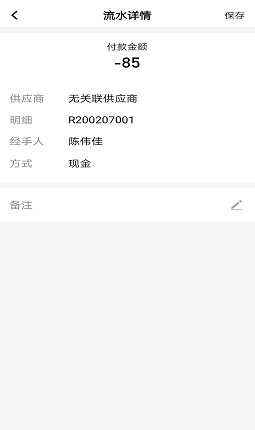 流水详情 保存
付款金额
-85
供应商 无关联供应商
明细 R200207001
经手人 陈伟佳
方式 现金
备注